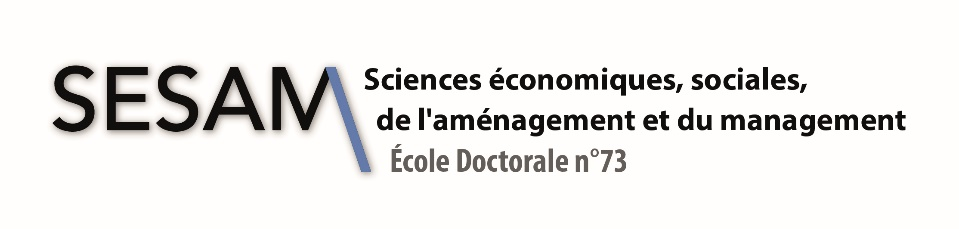 SESAM
Sciences économiques, sociales,
de l'aménagement et du management
École Doctorale n°73